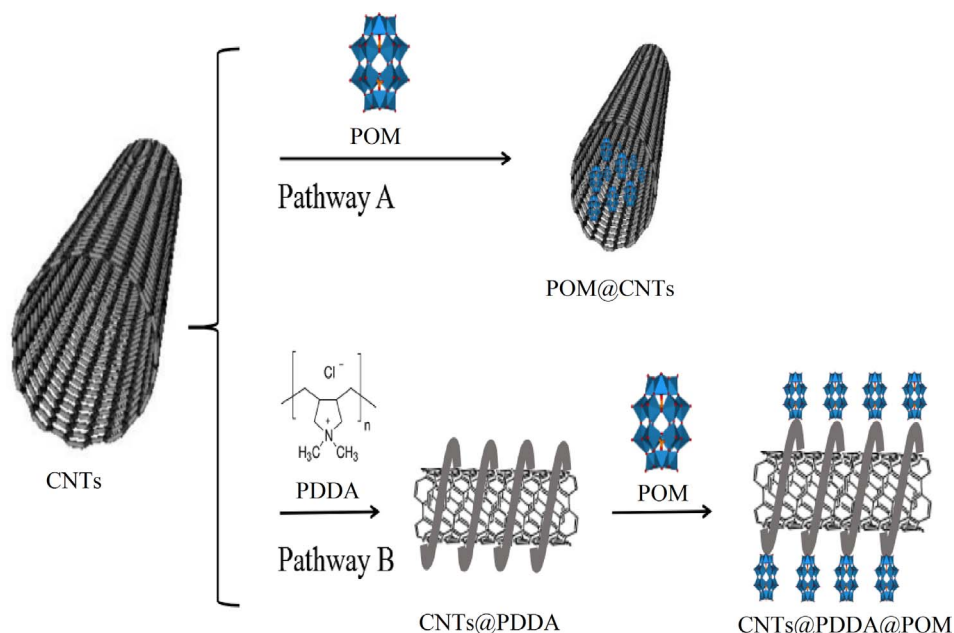 POM
Pathway A
POM@CNTs
CNTs
Cl⁻
n
N
+
H₃C
CH₃
PDDA
Pathway B
CNTs@PDDA
POM
CNTs@PDDA@POM